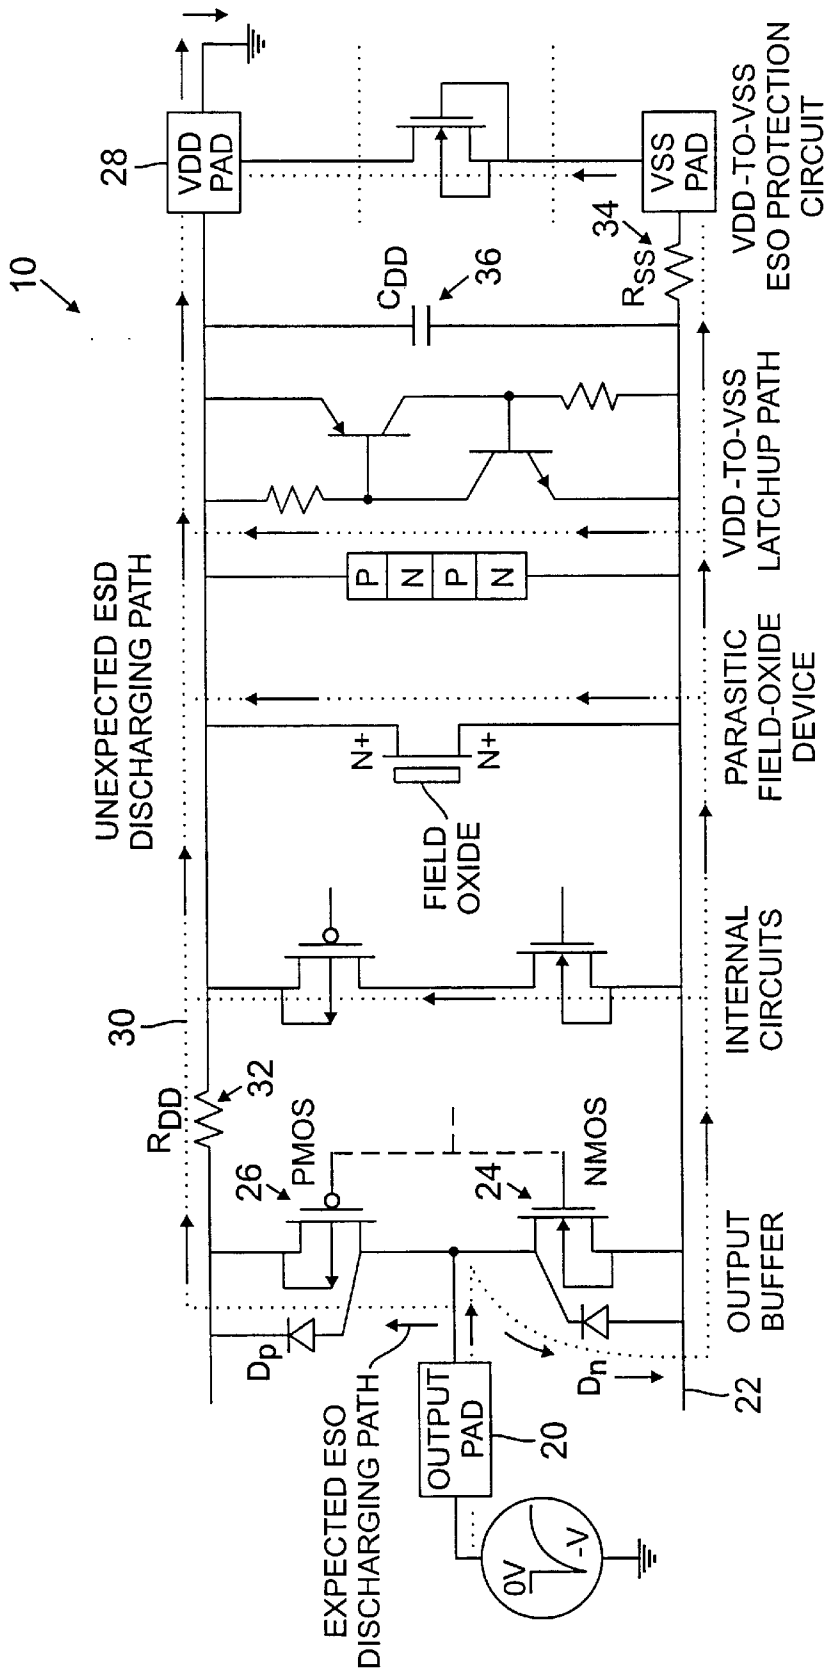 10
UNEXPECTED ESD
DISCHARGING PATH
30
RDD
32
28
VDD
PAD
EXPECTED ESO
DISCHARGING PATH
Dp
26
PMOS
OUTPUT
PAD
20
0V
-V
24
NMOS
Dn
22
FIELD
OXIDE
N+
N+
P
N
P
N
CDD
36
RSS
34
VSS
PAD
OUTPUT
BUFFER
INTERNAL
CIRCUITS
PARASITIC
FIELD-OXIDE
DEVICE
VDD-TO-VSS
LATCHUP PATH
VDD-TO-VSS
ESO PROTECTION
CIRCUIT